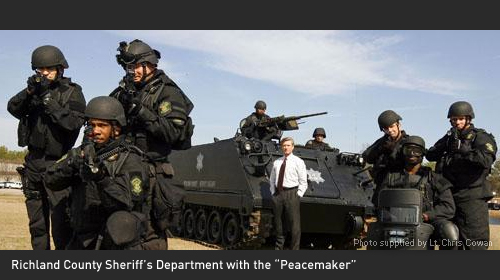 Photo supplied by Lt. Chris Cowan
Richland County Sheriff's Department with the "Peacemaker"